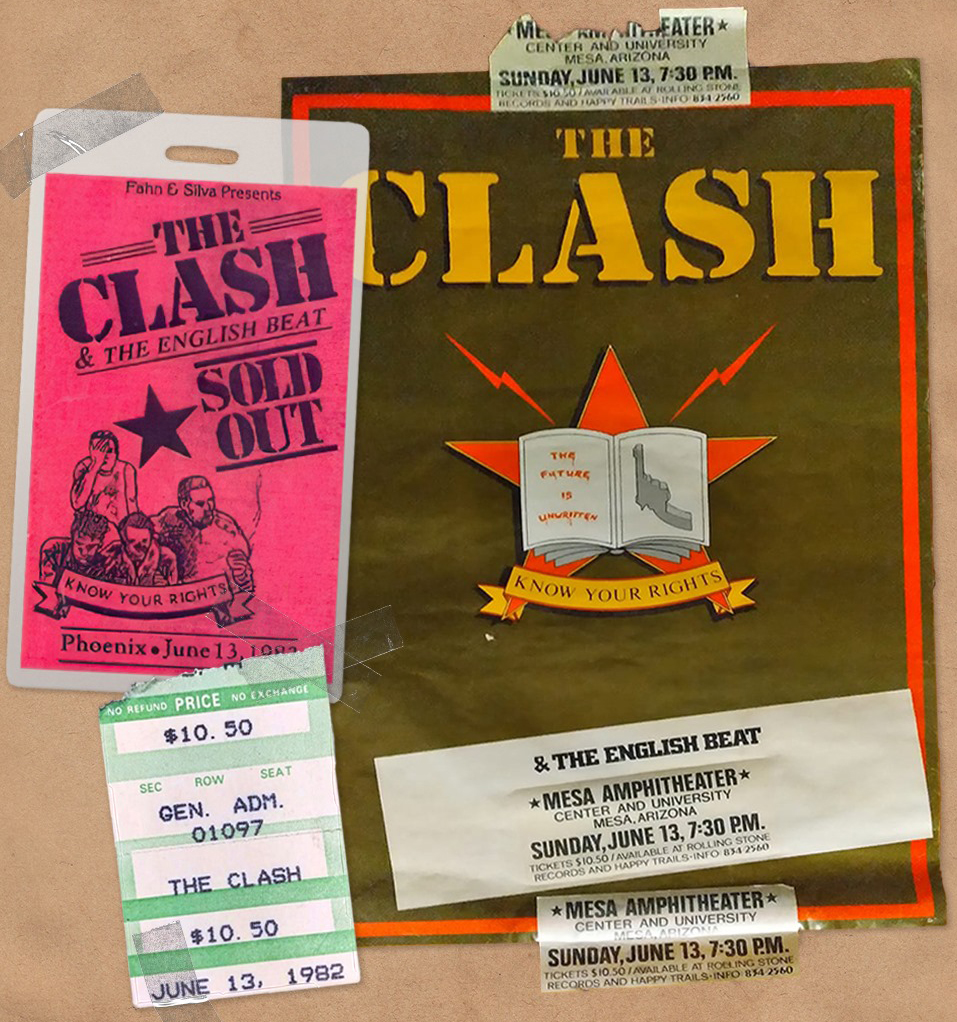 AMPHITHEATER★
CENTER AND UNIVERSITY
MESA, ARIZONA
SUNDAY, JUNE 13, 7:30 P.M.
TICKETS $10.50 / AVAILABLE AT ROLLING STONE
RECORDS AND HAPPY TRAILS·INFO 834-2560
THE
CLASH
THE
FUTURE
IS
UNWRITTEN
KNOW YOUR RIGHTS
& THE ENGLISH BEAT
★MESA AMPHITHEATER★
CENTER AND UNIVERSITY
MESA, ARIZONA
SUNDAY, JUNE 13, 7:30 P.M.
TICKETS $10.50 / AVAILABLE AT ROLLING STONE
RECORDS AND HAPPY TRAILS·INFO 834-2560
★MESA AMPHITHEATER★
CENTER AND UNIVERSITY
MESA, ARIZONA
SUNDAY, JUNE 13, 7:30 P.M.
TICKETS $10.50 / AVAILABLE AT ROLLING STONE
RECORDS AND HAPPY TRAILS·INFO 834-2560
Fahn & Silva Presents
THE
CLASH
& THE ENGLISH BEAT
SOLD
OUT
KNOW YOUR RIGHTS
Phoenix • June 13, 1982
NO REFUND PRICE NO EXCHANGE
$10.50
SEC ROW SEAT
GEN. ADM.
01097
THE CLASH
$10.50
JUNE 13, 1982